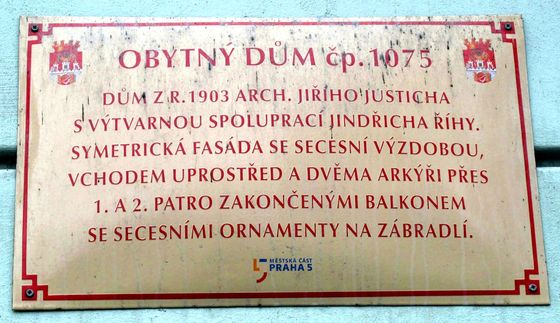 OBYTNÝ DŮM čp. 1075
DŮM Z R. 1903 ARCH. JIŘÍHO JUSTICHA
S VÝTVARNOU SPOLUPRACÍ JINDŘICHA ŘÍHY.
SYMETRICKÁ FASÁDA SE SECESNÍ VÝZDOBOU,
VCHODEM UPROSTŘED A DVĚMA ARKÝŘI PŘES
1. A 2. PATRO ZAKONČENÝMI BALKONEM
SE SECESNÍMI ORNAMENTY NA ZÁBRADLÍ.
MĚSTSKÁ ČÁST
PRAHA 5